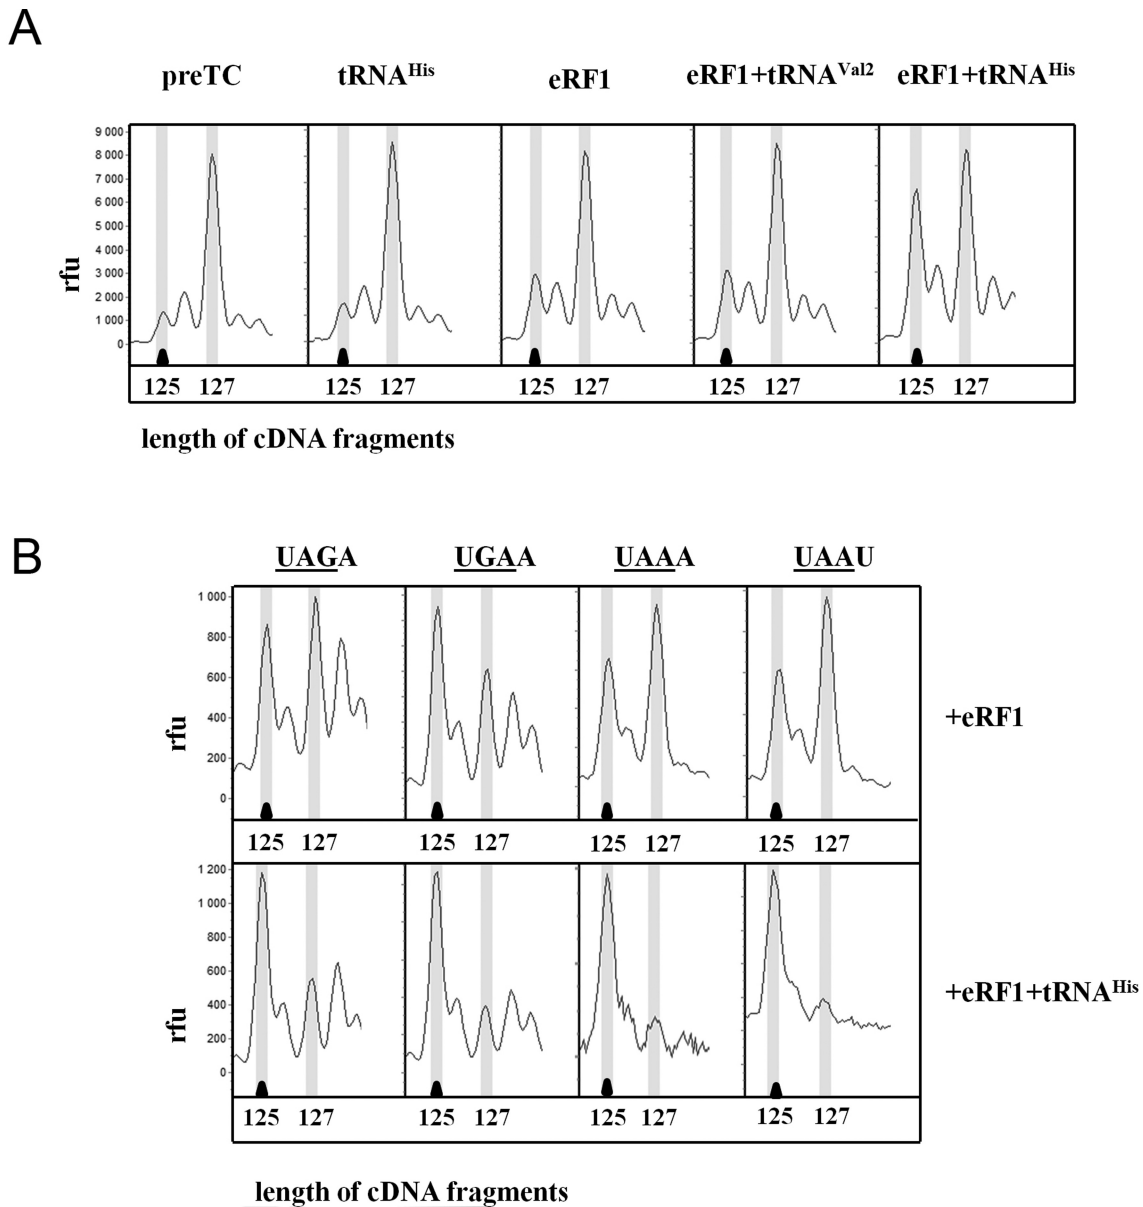 A
preTC tRNAHis eRF1 eRF1+tRNAVal2 eRF1+tRNAHis
9 000
8 000
7 000
6 000
5 000
4 000
3 000
2 000
1 000
0
rfu
125 127 125 127 125 127 125 127 125 127
length of cDNA fragments
B
UAGA UGAA UAAA UAAU
1 000
800
600
400
200
0
rfu
+eRF1
125 127 125 127 125 127 125 127
1 200
1 000
800
600
400
200
0
rfu
+eRF1+tRNAHis
125 127 125 127 125 127 125 127
length of cDNA fragments